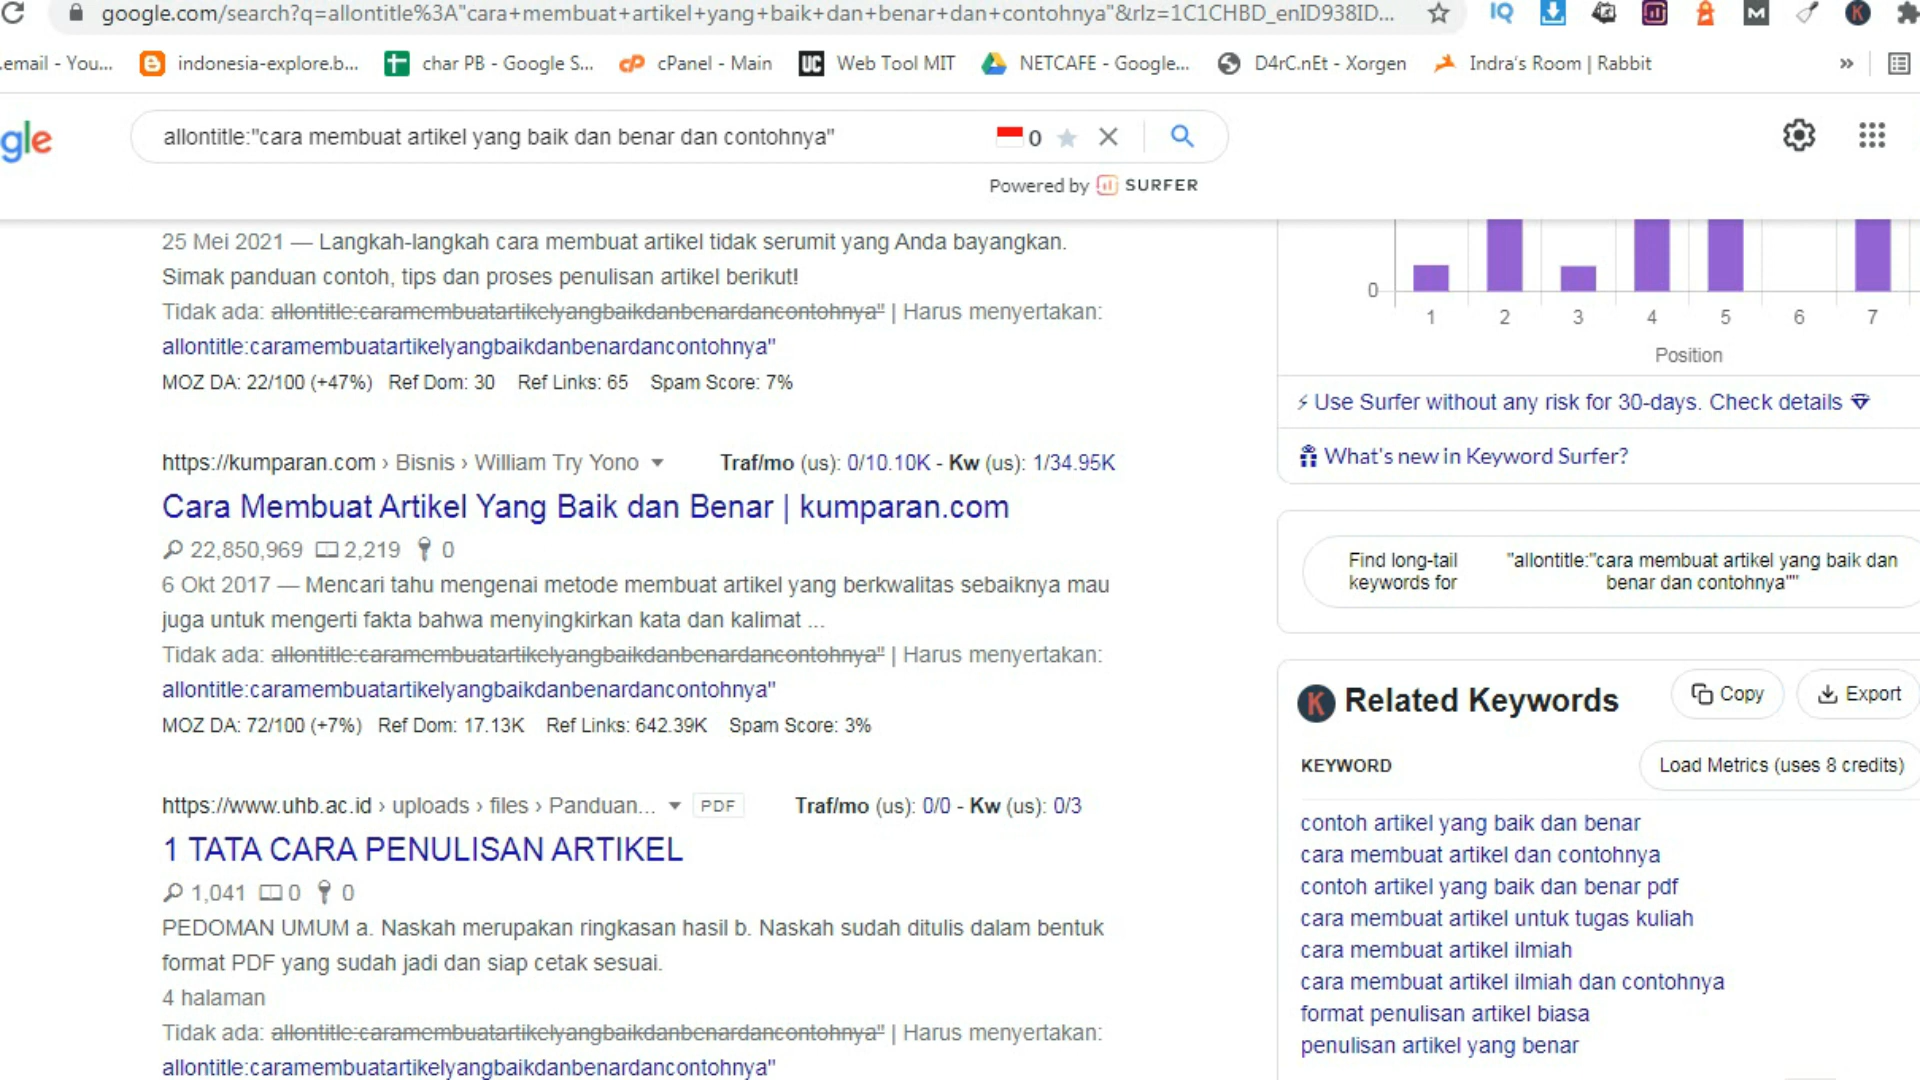 google.com/search?q=allontitle%3A"cara+membuat+artikel+yang+baik+dan+benar+dan+contohnya"&rlz=1C1CHBD_enID938ID...
.email - You...
indonesia-explore.b...
char PB - Google S...
cPanel - Main
Web Tool MIT
NETCAFE - Google...
D4rC.nEt - Xorgen
Indra's Room | Rabbit
»
gle
allontitle:"cara membuat artikel yang baik dan benar dan contohnya"
0
Powered by SURFER
25 Mei 2021 — Langkah-langkah cara membuat artikel tidak serumit yang Anda bayangkan.
Simak panduan contoh, tips dan proses penulisan artikel berikut!
Tidak ada: allontitle:caramembuatartikelyangbaikdanbenardancontohnya" | Harus menyertakan:
allontitle:caramembuatartikelyangbaikdanbenardancontohnya"
MOZ DA: 22/100 (+47%) Ref Dom: 30 Ref Links: 65 Spam Score: 7%
https://kumparan.com › Bisnis › William Try Yono
Traf/mo (us): 0/10.10K - Kw (us): 1/34.95K
Cara Membuat Artikel Yang Baik dan Benar | kumparan.com
22,850,969 2,219 0
6 Okt 2017 — Mencari tahu mengenai metode membuat artikel yang berkwalitas sebaiknya mau
juga untuk mengerti fakta bahwa menyingkirkan kata dan kalimat ...
Tidak ada: allontitle:caramembuatartikelyangbaikdanbenardancontohnya" | Harus menyertakan:
allontitle:caramembuatartikelyangbaikdanbenardancontohnya"
MOZ DA: 72/100 (+7%) Ref Dom: 17.13K Ref Links: 642.39K Spam Score: 3%
https://www.uhb.ac.id › uploads › files › Panduan...
PDF
Traf/mo (us): 0/0 - Kw (us): 0/3
1 TATA CARA PENULISAN ARTIKEL
1,041 0 0
PEDOMAN UMUM a. Naskah merupakan ringkasan hasil b. Naskah sudah ditulis dalam bentuk
format PDF yang sudah jadi dan siap cetak sesuai.
4 halaman
Tidak ada: allontitle:caramembuatartikelyangbaikdanbenardancontohnya" | Harus menyertakan:
allontitle:caramembuatartikelyangbaikdanbenardancontohnya"
0
1 2 3 4 5 6 7
Position
Use Surfer without any risk for 30-days. Check details
What's new in Keyword Surfer?
Find long-tail
keywords for
"allontitle:"cara membuat artikel yang baik dan
benar dan contohnya""
K Related Keywords
Copy
Export
KEYWORD
Load Metrics (uses 8 credits)
contoh artikel yang baik dan benar
cara membuat artikel dan contohnya
contoh artikel yang baik dan benar pdf
cara membuat artikel untuk tugas kuliah
cara membuat artikel ilmiah
cara membuat artikel ilmiah dan contohnya
format penulisan artikel biasa
penulisan artikel yang benar